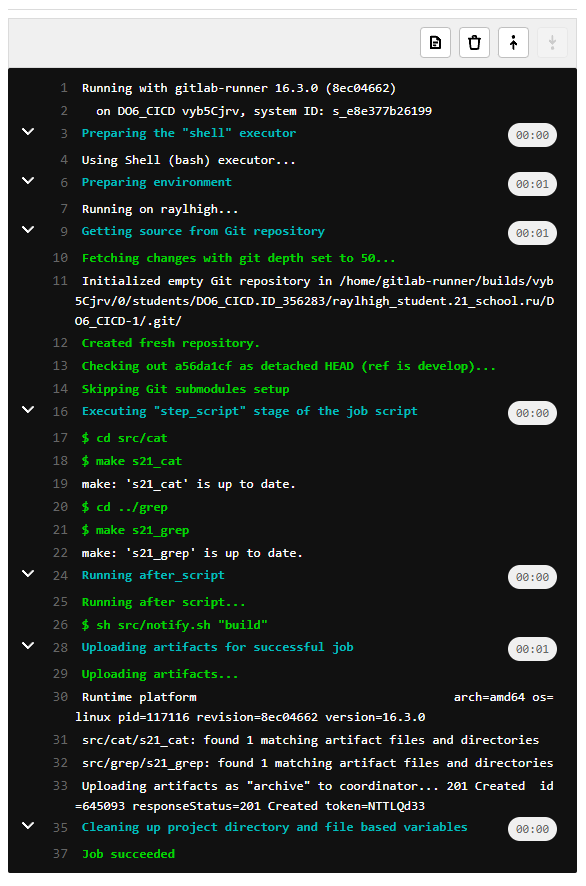 1 Running with gitlab-runner 16.3.0 (8ec04662)
2 on DO6_CICD vyb5Cjrv, system ID: s_e8e377b26199
3 Preparing the "shell" executor 00:00
4 Using Shell (bash) executor...
6 Preparing environment 00:01
7 Running on raylhigh...
9 Getting source from Git repository 00:01
10 Fetching changes with git depth set to 50...
11 Initialized empty Git repository in /home/gitlab-runner/builds/vyb
5Cjrv/0/students/DO6_CICD.ID_356283/raylhigh_student.21_school.ru/D
O6_CICD-1/.git/
12 Created fresh repository.
13 Checking out a56da1cf as detached HEAD (ref is develop)...
14 Skipping Git submodules setup
16 Executing "step_script" stage of the job script 00:00
17 $ cd src/cat
18 $ make s21_cat
19 make: 's21_cat' is up to date.
20 $ cd ../grep
21 $ make s21_grep
22 make: 's21_grep' is up to date.
24 Running after_script 00:00
25 Running after script...
26 $ sh src/notify.sh "build"
28 Uploading artifacts for successful job 00:01
29 Uploading artifacts...
30 Runtime platform arch=amd64 os=
linux pid=117116 revision=8ec04662 version=16.3.0
31 src/cat/s21_cat: found 1 matching artifact files and directories
32 src/grep/s21_grep: found 1 matching artifact files and directories
33 Uploading artifacts as "archive" to coordinator... 201 Created id
=645093 responseStatus=201 Created token=NTTLQd33
35 Cleaning up project directory and file based variables 00:00
37 Job succeeded